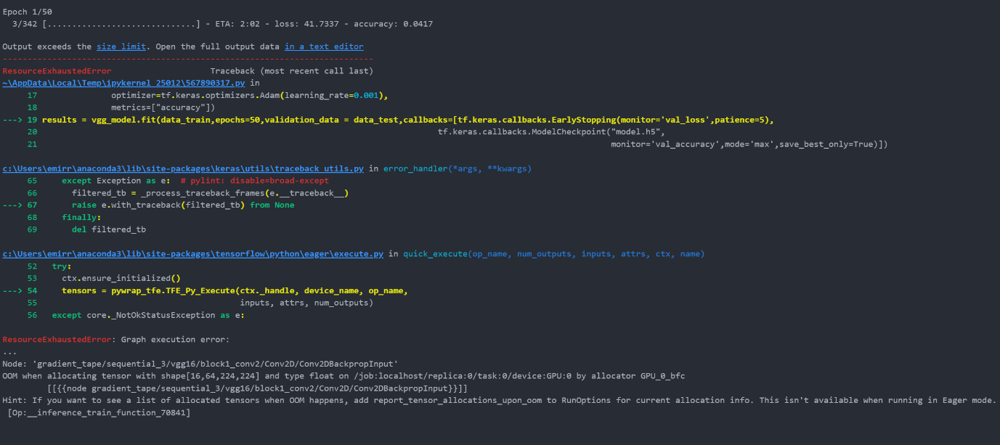 Epoch 1/50
3/342 [..............................] - ETA: 2:02 - loss: 41.7337 - accuracy: 0.0417
Output exceeds the size limit. Open the full output data in a text editor
---------------------------------------------------------------------------
ResourceExhaustedError                    Traceback (most recent call last)
~\AppData\Local\Temp\ipykernel_25012\567890317.py in
     17               optimizer=tf.keras.optimizers.Adam(learning_rate=0.001),
     18               metrics=["accuracy"])
---> 19 results = vgg_model.fit(data_train,epochs=50,validation_data = data_test,callbacks=[tf.keras.callbacks.EarlyStopping(monitor='val_loss',patience=5),
     20                                                                                 tf.keras.callbacks.ModelCheckpoint("model.h5",
     21                                                                                                                    monitor='val_accuracy',mode='max',save_best_only=True)])
c:\Users\emirr\anaconda3\lib\site-packages\keras\utils\traceback_utils.py in error_handler(*args, **kwargs)
     65     except Exception as e:  # pylint: disable=broad-except
     66       filtered_tb = _process_traceback_frames(e.__traceback__)
---> 67       raise e.with_traceback(filtered_tb) from None
     68     finally:
     69       del filtered_tb
c:\Users\emirr\anaconda3\lib\site-packages\tensorflow\python\eager\execute.py in quick_execute(op_name, num_outputs, inputs, attrs, ctx, name)
     52   try:
     53     ctx.ensure_initialized()
---> 54     tensors = pywrap_tfe.TFE_Py_Execute(ctx._handle, device_name, op_name,
     55                                         inputs, attrs, num_outputs)
     56   except core._NotOkStatusException as e:
ResourceExhaustedError: Graph execution error:
...
Node: 'gradient_tape/sequential_3/vgg16/block1_conv2/Conv2D/Conv2DBackpropInput'
OOM when allocating tensor with shape[16,64,224,224] and type float on /job:localhost/replica:0/task:0/device:GPU:0 by allocator GPU_0_bfc
	 [[{{node gradient_tape/sequential_3/vgg16/block1_conv2/Conv2D/Conv2DBackpropInput}}]]
Hint: If you want to see a list of allocated tensors when OOM happens, add report_tensor_allocations_upon_oom to RunOptions for current allocation info. This isn't available when running in Eager mode.
 [Op:__inference_train_function_70841]